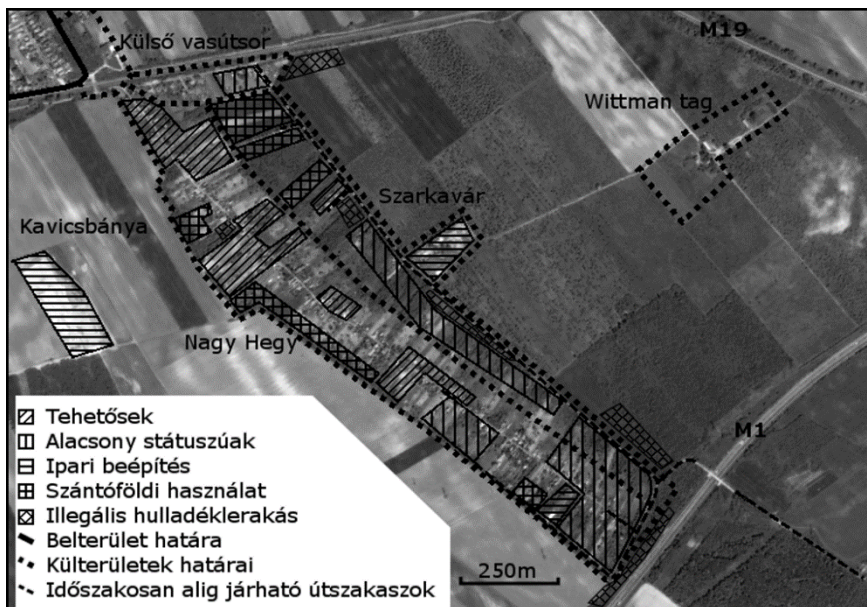 Külső vasútsor
M19
Wittman tag
Szarkavár
Kavicsbánya
Nagy Hegy
M1
Tehetősek
Alacsony státuszúak
Ipari beépítés
Szántóföldi használat
Illegális hulladéklerakás
Belterület határa
Külterületek határai
Időszakosan alig járható útszakaszok
250m